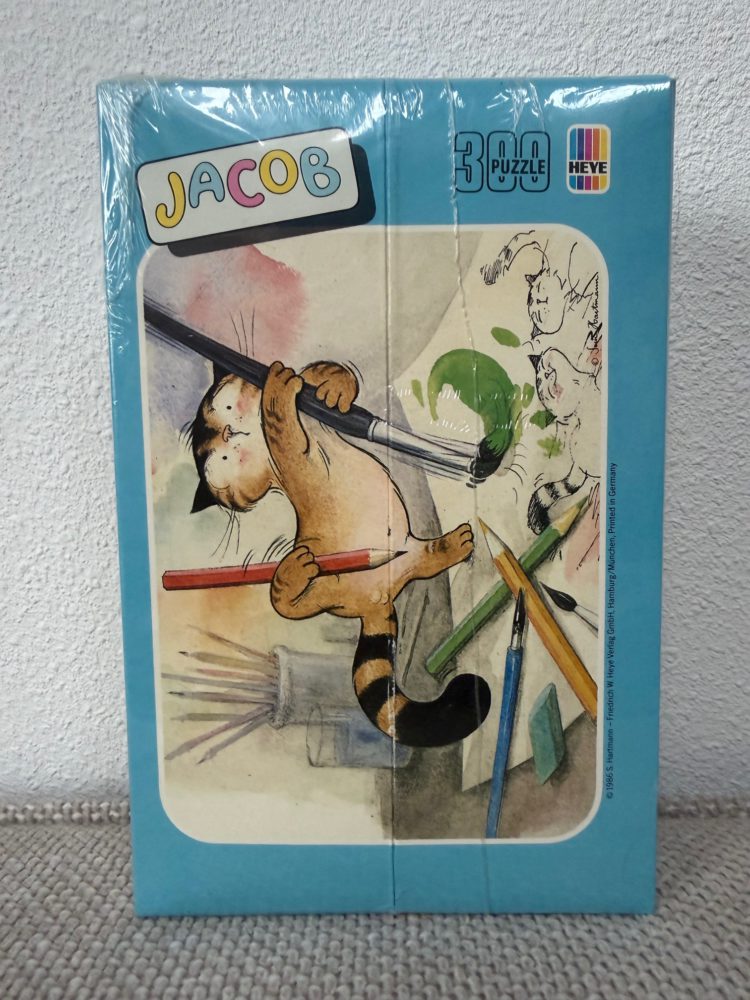 JACOB
300
PUZZLE
HEYE
© 1986 S. Hartmann – Friedrich W. Heye Verlag GmbH, Hamburg/München, Printed in Germany